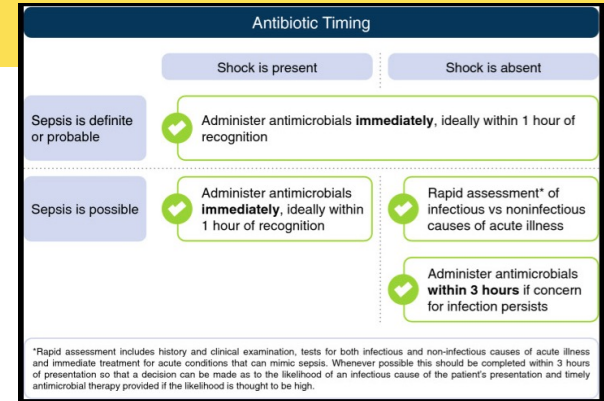 Antibiotic Timing
Shock is present
Shock is absent
Sepsis is definite
or probable
Administer antimicrobials immediately, ideally within 1 hour of
recognition
Sepsis is possible
Administer antimicrobials
immediately, ideally within
1 hour of recognition
Rapid assessment* of
infectious vs noninfectious
causes of acute illness
Administer antimicrobials
within 3 hours if concern
for infection persists
*Rapid assessment includes history and clinical examination, tests for both infectious and non-infectious causes of acute illness
and immediate treatment for acute conditions that can mimic sepsis. Whenever possible this should be completed within 3 hours
of presentation so that a decision can be made as to the likelihood of an infectious cause of the patient's presentation and timely
antimicrobial therapy provided if the likelihood is thought to be high.